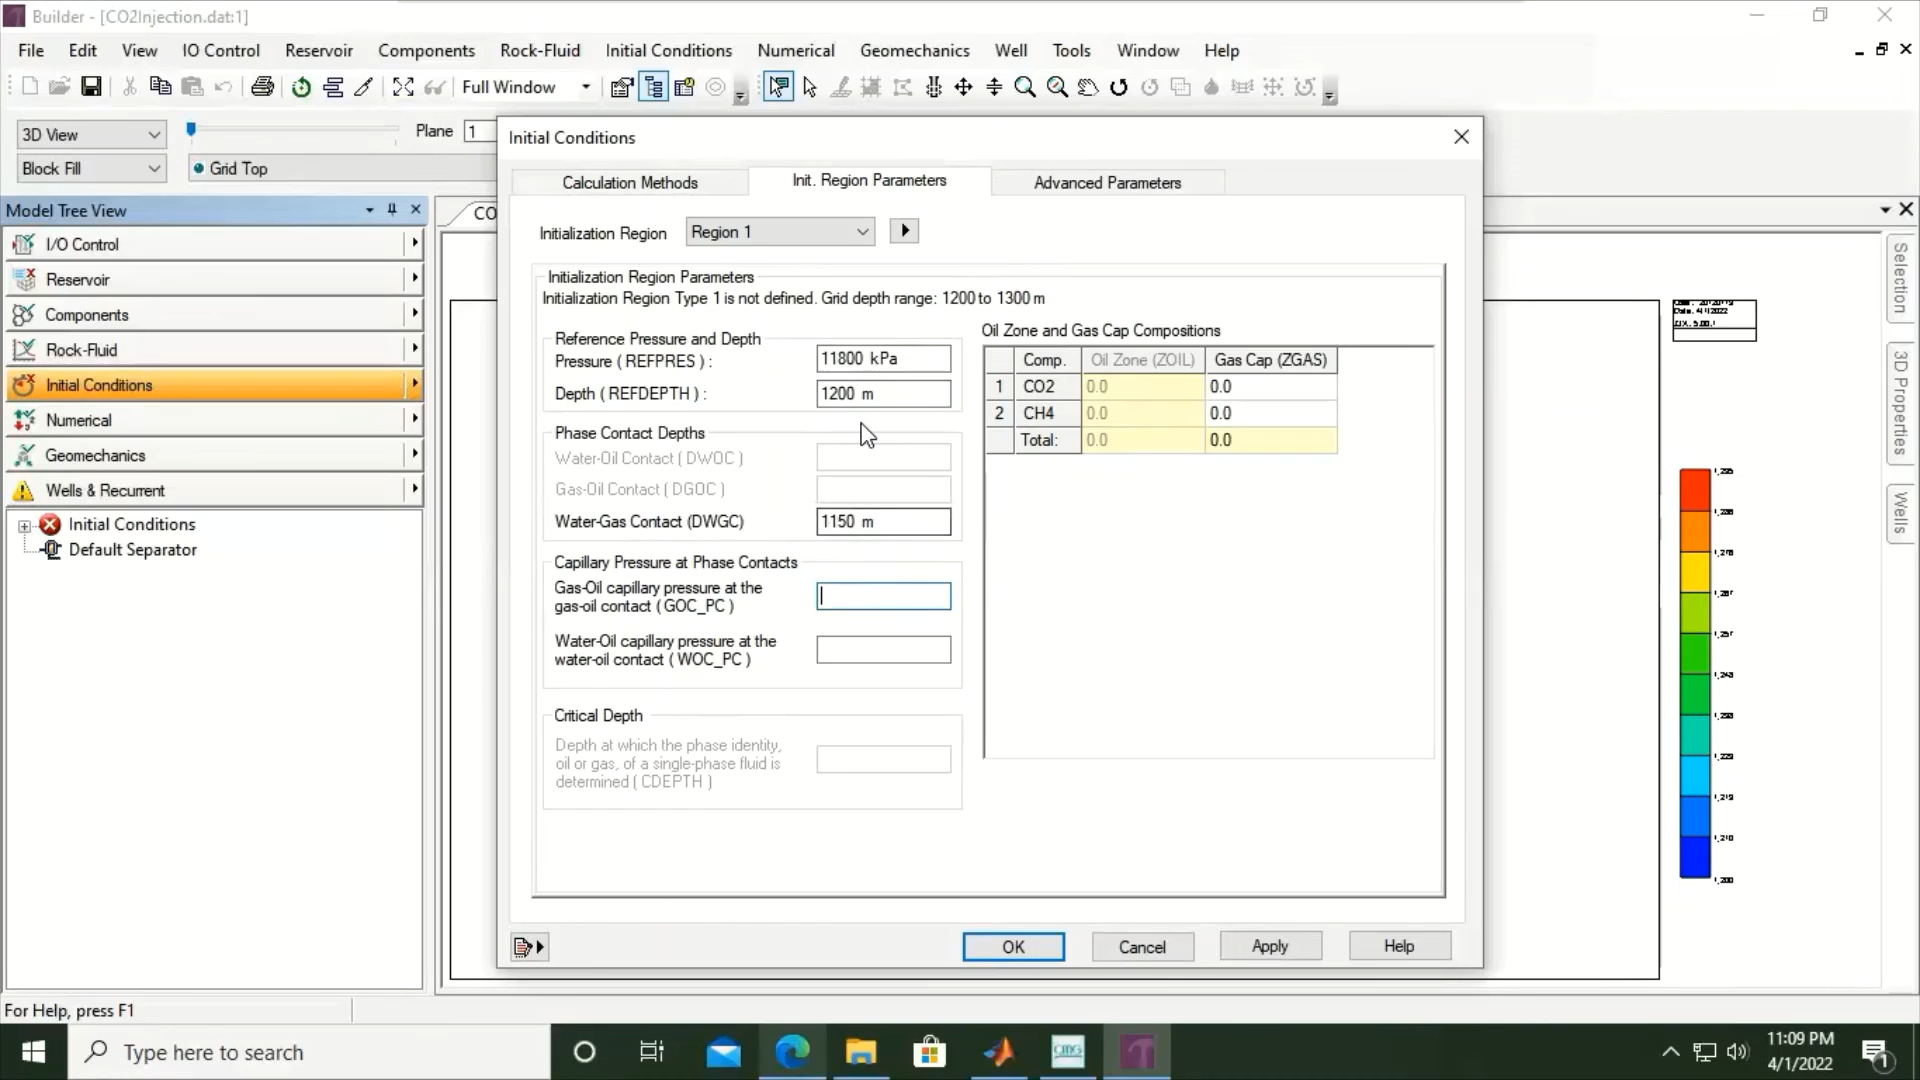 Builder - [CO2Injection.dat:1]
File Edit View IO Control Reservoir Components Rock-Fluid Initial Conditions Numerical Geomechanics Well Tools Window Help
Full Window
3D View
Plane 1
Block Fill
Grid Top
Model Tree View
I/O Control
Reservoir
Components
Rock-Fluid
Initial Conditions
Numerical
Geomechanics
Wells & Recurrent
Initial Conditions
Default Separator
CO
Initial Conditions
Calculation Methods Init. Region Parameters Advanced Parameters
Initialization Region Region 1
Initialization Region Parameters
Initialization Region Type 1 is not defined. Grid depth range: 1200 to 1300 m
Reference Pressure and Depth
Pressure ( REFPRES ) : 11800 kPa
Depth ( REFDEPTH ) : 1200 m
Phase Contact Depths
Water-Oil Contact ( DWOC )
Gas-Oil Contact ( DGOC )
Water-Gas Contact (DWGC) 1150 m
Capillary Pressure at Phase Contacts
Gas-Oil capillary pressure at the
gas-oil contact ( GOC_PC )
Water-Oil capillary pressure at the
water-oil contact ( WOC_PC )
Critical Depth
Depth at which the phase identity,
oil or gas, of a single-phase fluid is
determined ( CDEPTH )
Oil Zone and Gas Cap Compositions
Comp. Oil Zone (ZOIL) Gas Cap (ZGAS)
1 CO2 0.0 0.0
2 CH4 0.0 0.0
Total: 0.0 0.0
OK Cancel Apply Help
Selection
3D Properties
Wells
Date: 4/1/2022
1,200
For Help, press F1
Type here to search
CMG
11:09 PM
4/1/2022
1